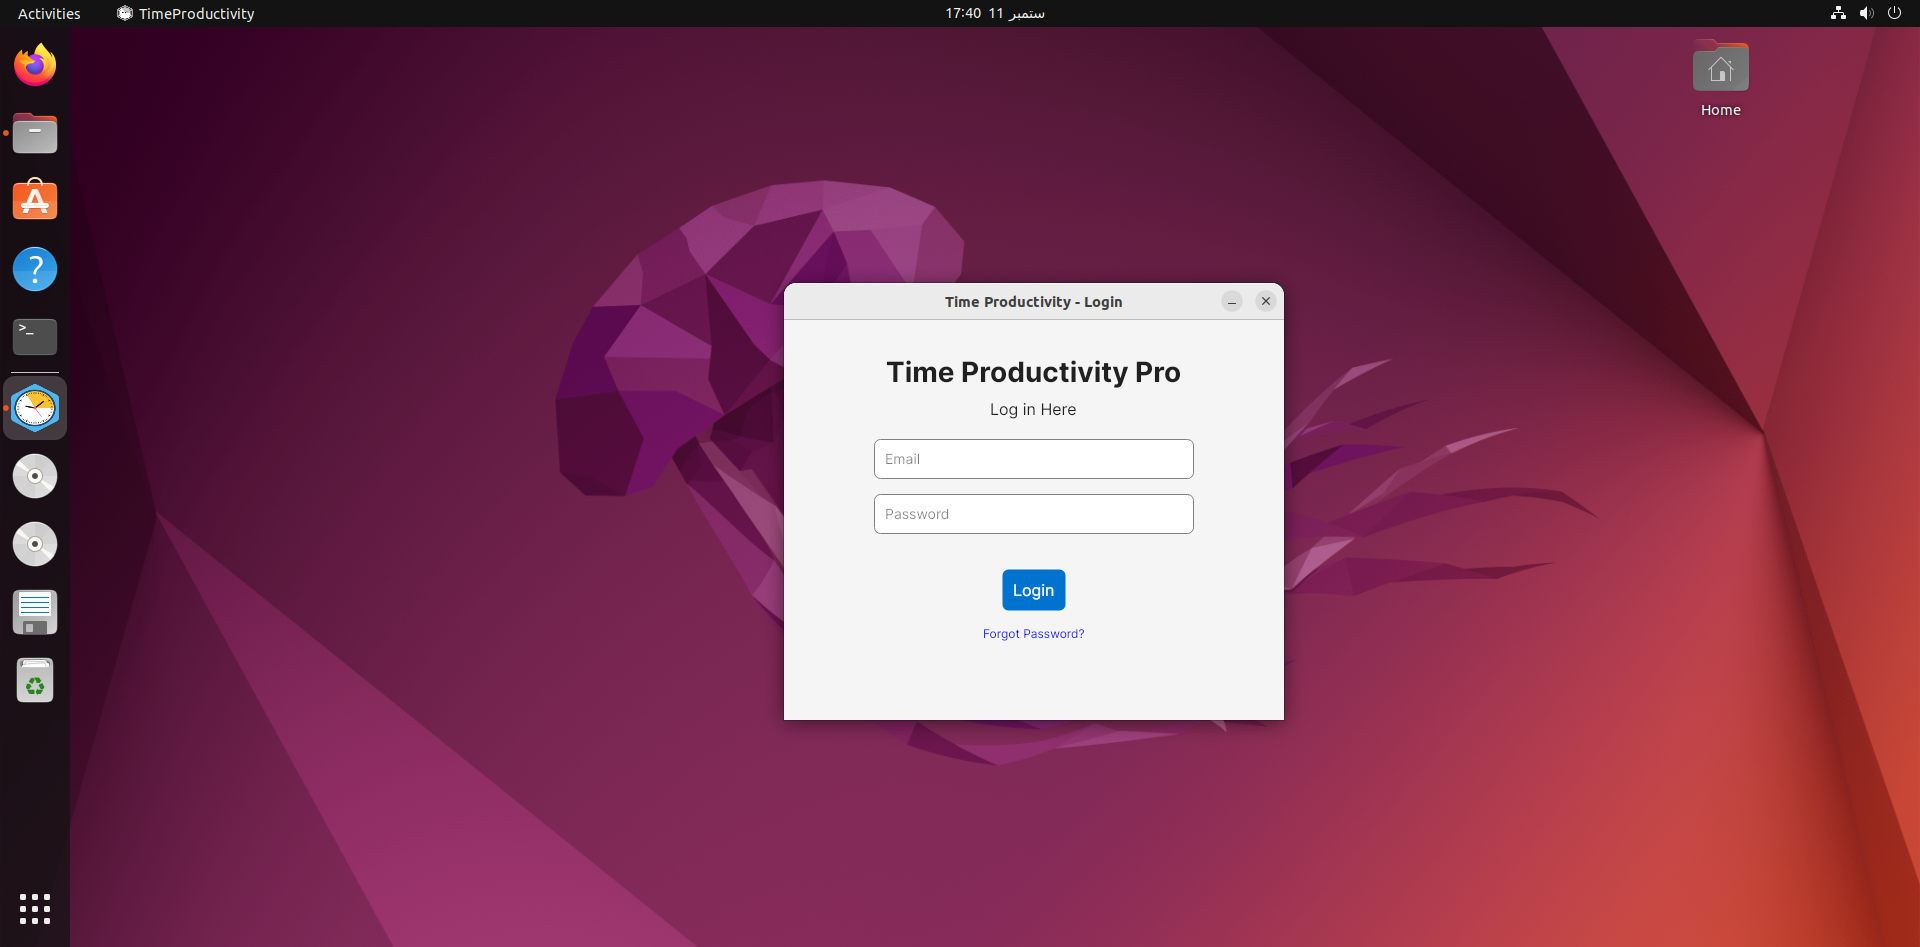 Activities
TimeProductivity
17:40 11 ستمبر
Home
Time Productivity - Login
Time Productivity Pro
Log in Here
Email
Password
Login
Forgot Password?